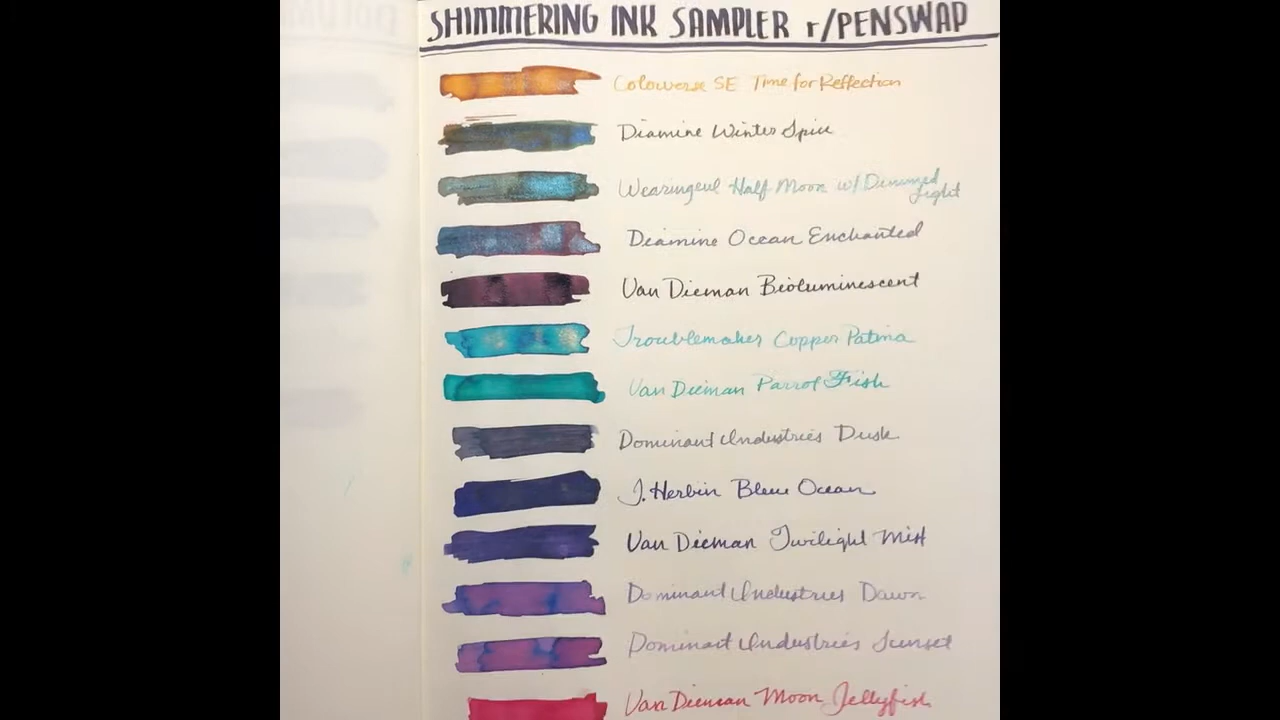 SHIMMERING INK SAMPLER r/PENSWAP
Colorverse SE Time for Reflection
Diamine Winter Spice
Wearingeul Half Moon w/ Dimmed
Light
Diamine Ocean Enchanted
Van Dieman Bioluminescent
Troublemaker Copper Patina
Van Dieman Parrot Fish
Dominant Industries Dusk
J. Herbin Bleu Ocean
Van Dieman Twilight Mist
Dominant Industries Dawn
Dominant Industries Sunset
Van Dieman Moon Jellyfish